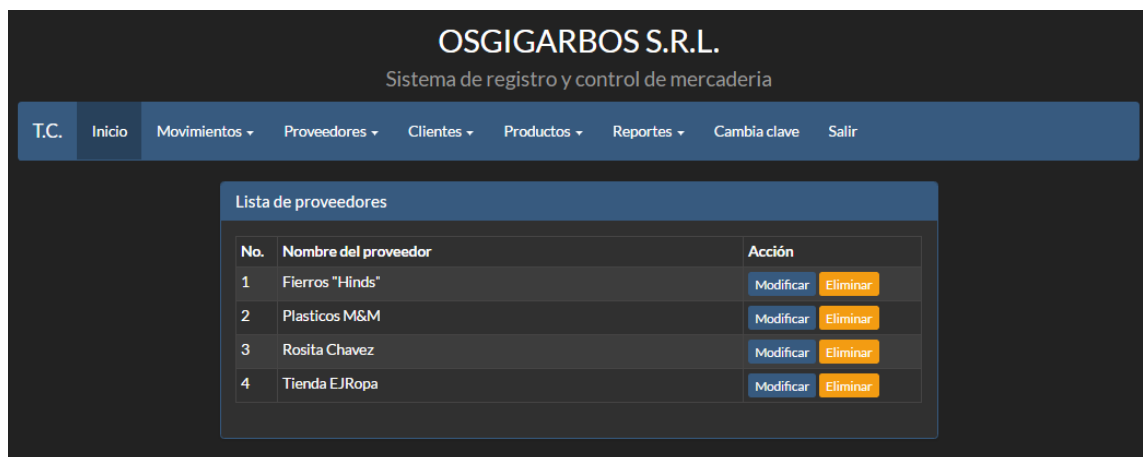 OSGIGARBOS S.R.L.
Sistema de registro y control de mercaderia
T.C. Inicio Movimientos Proveedores Clientes Productos Reportes Cambia clave Salir
Lista de proveedores
No. Nombre del proveedor Acción
1 Fierros "Hinds" Modificar Eliminar
2 Plasticos M&M Modificar Eliminar
3 Rosita Chavez Modificar Eliminar
4 Tienda EJRopa Modificar Eliminar